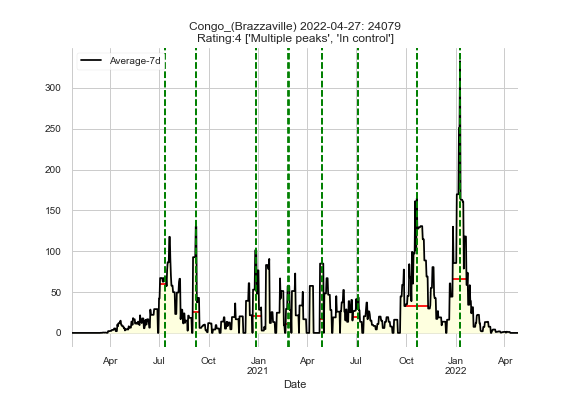 Congo_(Brazzaville) 2022-04-27: 24079
Rating:4 ['Multiple peaks', 'In control']
Average-7d
300
250
200
150
100
50
0
Apr Jul Oct Jan Apr Jul Oct Jan Apr
2021 2022
Date